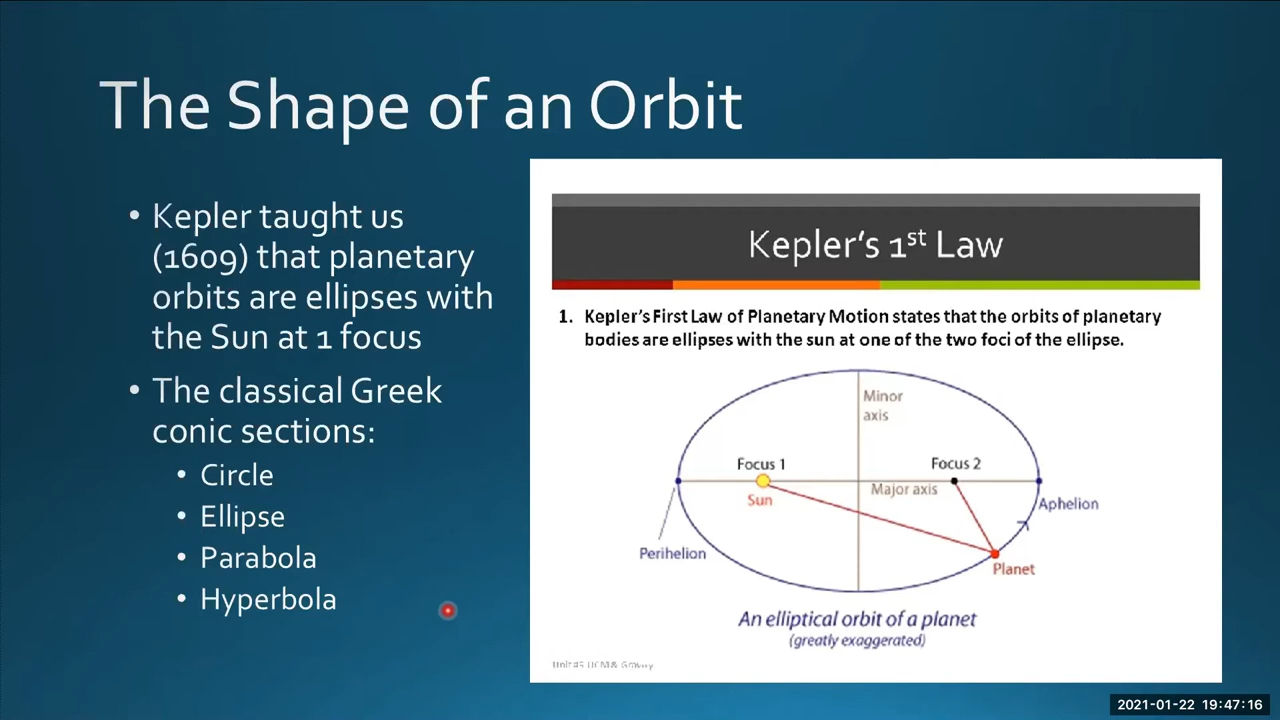 The Shape of an Orbit
• Kepler taught us
(1609) that planetary
orbits are ellipses with
the Sun at 1 focus
• The classical Greek
conic sections:
• Circle
• Ellipse
• Parabola
• Hyperbola
Kepler's 1st Law
1. Kepler's First Law of Planetary Motion states that the orbits of planetary
bodies are ellipses with the sun at one of the two foci of the ellipse.
Minor
axis
Focus 1
Focus 2
Sun
Major axis
Aphelion
Perihelion
Planet
An elliptical orbit of a planet
(greatly exaggerated)
UCM & Gravity
2021-01-22 19:47:16